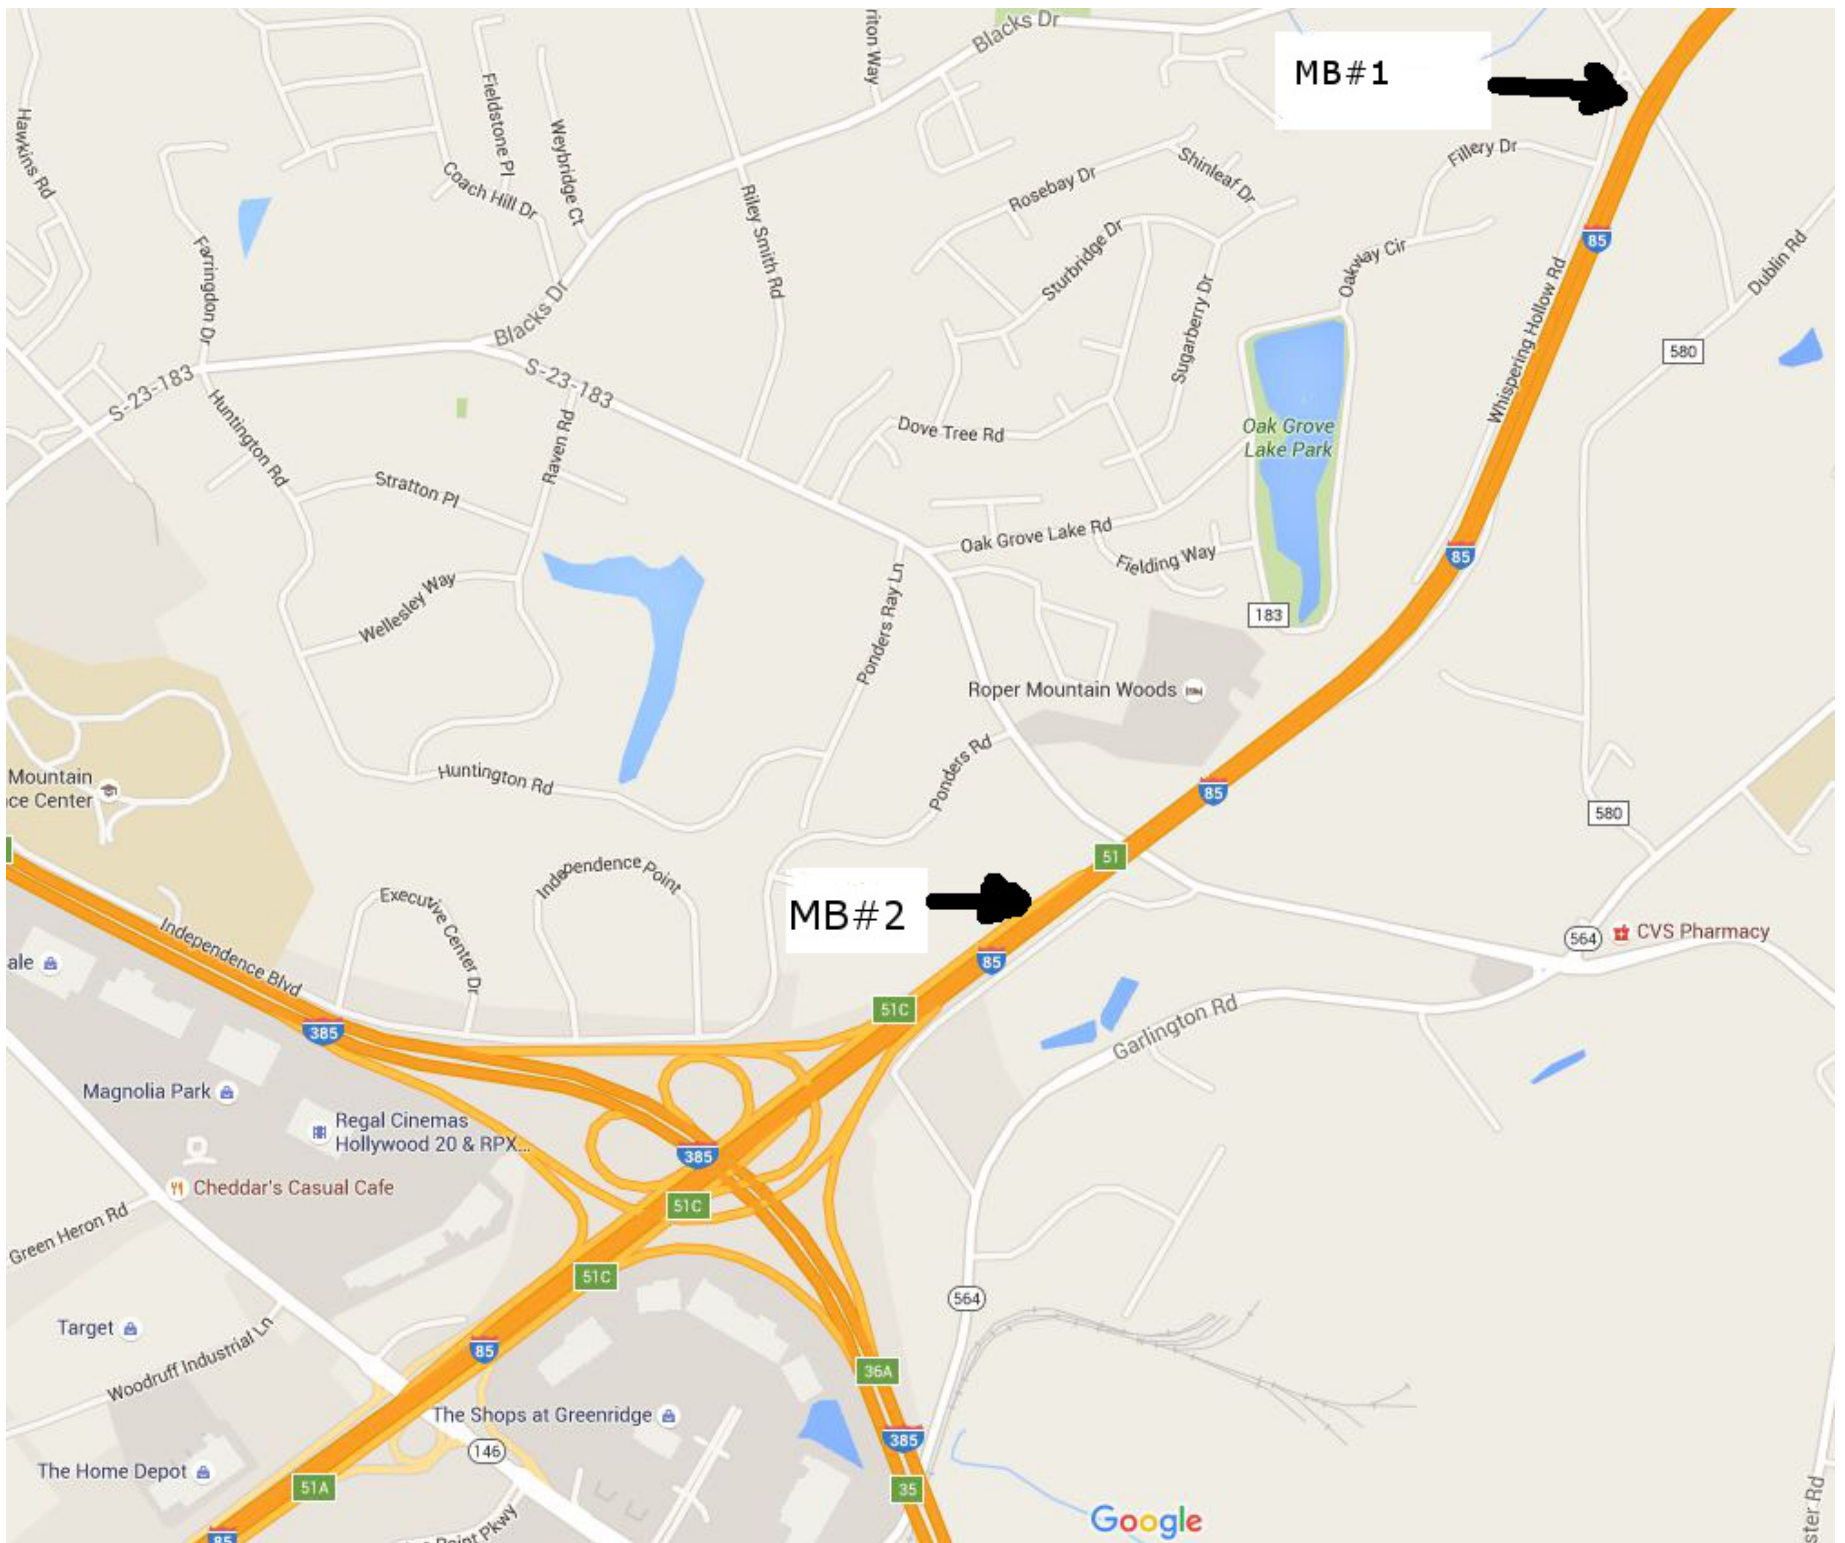 riton Way
Blacks Dr
MB#1
Hawkins Rd
Fieldstone Pl
Weybridge Ct
Coach Hill Dr
Riley Smith Rd
Rosebay Dr
Shinleaf Dr
Fillery Dr
Farringdon Dr
Sturbridge Dr
Oakway Cir
85
Dublin Rd
Blacks Dr
Sugarberry Dr
Whispering Hollow Rd
580
S-23-183
S-23-183
Huntington Rd
Raven Rd
Dove Tree Rd
Oak Grove
Lake Park
Stratton Pl
Oak Grove Lake Rd
Fielding Way
85
Wellesley Way
Ponders Ray Ln
183
Roper Mountain Woods
Mountain
ce Center
Huntington Rd
Ponders Rd
85
580
51
Executive Center Dr
Independence Point
MB#2
Independence Blvd
ale
85
564
CVS Pharmacy
51C
385
Garlington Rd
Magnolia Park
Regal Cinemas
Hollywood 20 & RPX...
385
Cheddar's Casual Cafe
51C
Green Heron Rd
51C
564
Target
Woodruff Industrial Ln
85
36A
The Shops at Greenridge
385
146
The Home Depot
51A
35
Google
85
Point Pkwy
ster Rd